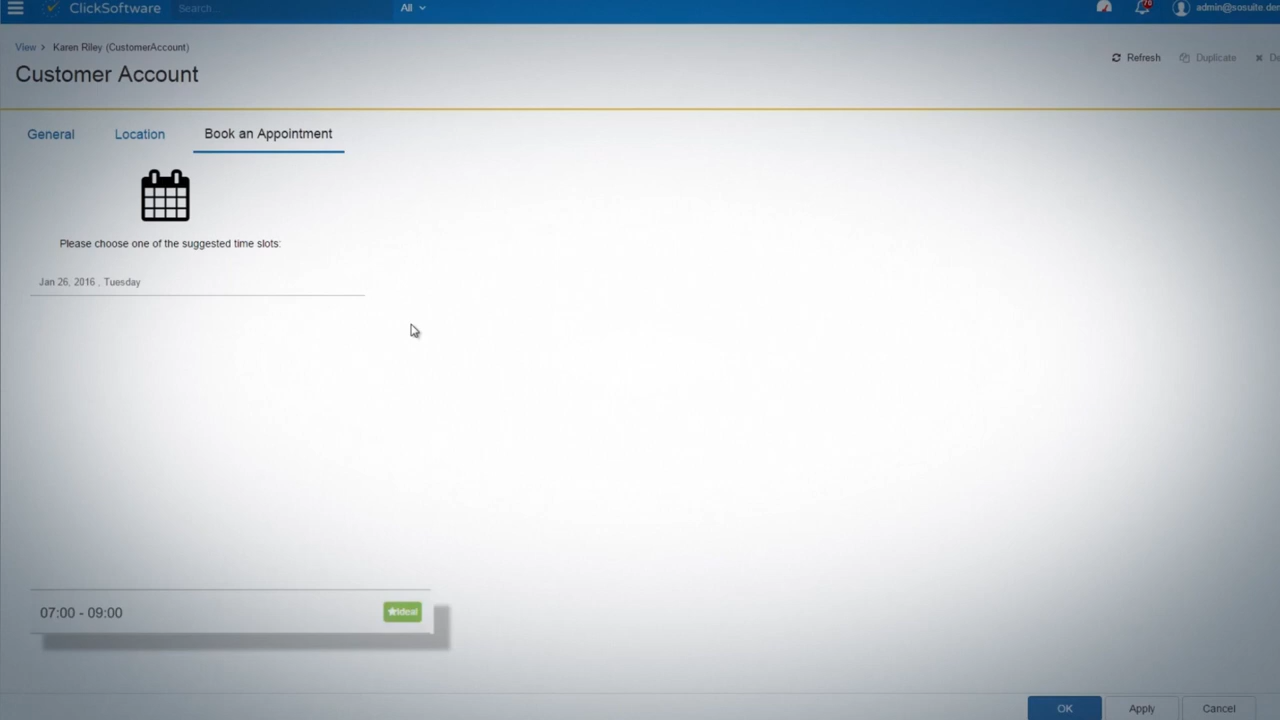 ClickSoftware Search... All 70 admin@sosuite.de
View > Karen Riley (CustomerAccount)
Customer Account
Refresh Duplicate
General Location Book an Appointment
Please choose one of the suggested time slots:
Jan 26, 2016 , Tuesday
07:00 - 09:00 Ideal
OK Apply Cancel